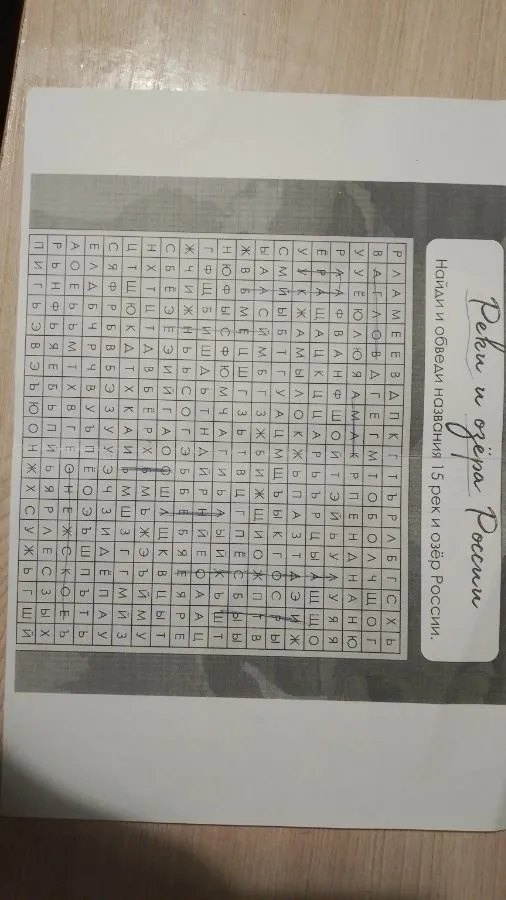 Реки и озёра России
Найди и обведи названия 15 рек и озёр России.
Р Л А М Е Е В Д П К Г Т Ъ Р Л Б Г С Х Ь
В А Г Л О В Д Г Е Г М Т О Б О Л Ч Щ О Г
У У Е Ю Л Ю Я А М А К Р П Е Н Д Н А Н Ю
Р А А Ф В А Н Ф Ш О Й Т Э Й Ь У Л У Я Я
Ё Р А Ш А Ц К Ц Ц А Р Ь Р Ц Ы А Щ Щ О
У У К Ж А М Ы Л О К Ж Ь П А З Т Д Э И Ж
С М Й Ы Б Т Г У А Ц М Щ Ъ Ы К Г О С Р Ы
Ы А А С Й М Б Г З Ж Б И Ж Щ И О Ж П Т В
Ж В Б М Е Ц Ш Г З Ь Т В Ц Г П Ё С Б Ы Ы
Н Ю Ф Ы С Ф Ю М Ч А Г И Ь А Ы Й К Ъ Ш Т
Г Ф Щ В И Щ Д Ь Т Н Д Й Р Н Й Е О А А Ц
Ж Ч И Ж Н Ь Ь С О Г Э Ь Б Е Б Я Е Я Р Е
С Б Ё Э Е Э И Й Г А О О Ш А Щ К В Ц Ы Т
Н Х Т Ц Т Д В Б Ё Р Х Б М Ъ Ж Э Ъ Й М У
Ц Т Щ Ю К Д А Т Х К А И Ь М Ш З Г Г М Й З
С Я Ф Р Б В Б Э З У У Э Ч З И Д Ё П А У
Е Л Д Б Ч Р Ч В У Ъ П Ё О Э Ъ Ш П Ъ Т Ь
А О Е Ь Ъ М Т Х В Г Е О Н Е Ж С К О Е Ъ
Р Ь Н Ф Ь Я Е Б Ь П И Ь Я Р Л Е С З Ы Х
П И Г Ь Э В Э Ъ Ю О Н Ж Х С У Ж Ь Г Ш Й